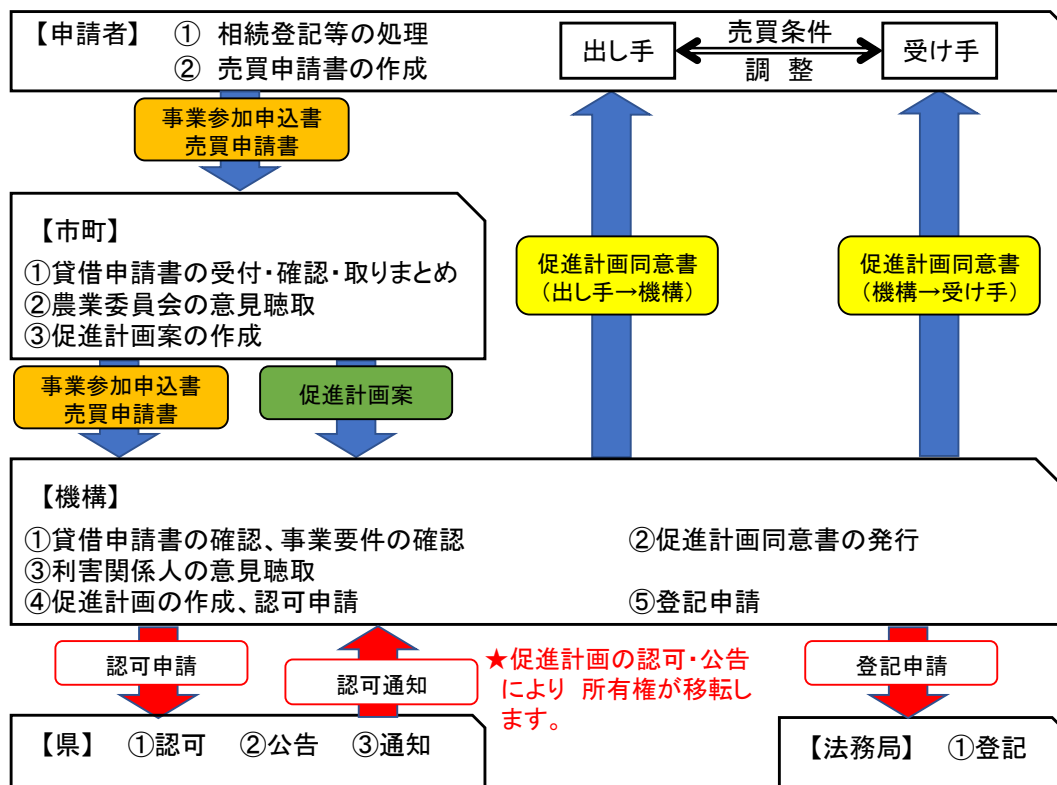 【申請者】 ① 相続登記等の処理
② 売買申請書の作成
出し手
売買条件
調 整
受け手
事業参加申込書
売買申請書
【市町】
①貸借申請書の受付・確認・取りまとめ
②農業委員会の意見聴取
③促進計画案の作成
促進計画同意書
(出し手→機構)
促進計画同意書
(機構→受け手)
事業参加申込書
売買申請書
促進計画案
【機構】
①貸借申請書の確認、事業要件の確認 ②促進計画同意書の発行
③利害関係人の意見聴取
④促進計画の作成、認可申請 ⑤登記申請
認可申請
認可通知
★促進計画の認可・公告
により 所有権が移転し
ます。
登記申請
【県】 ①認可 ②公告 ③通知
【法務局】 ①登記